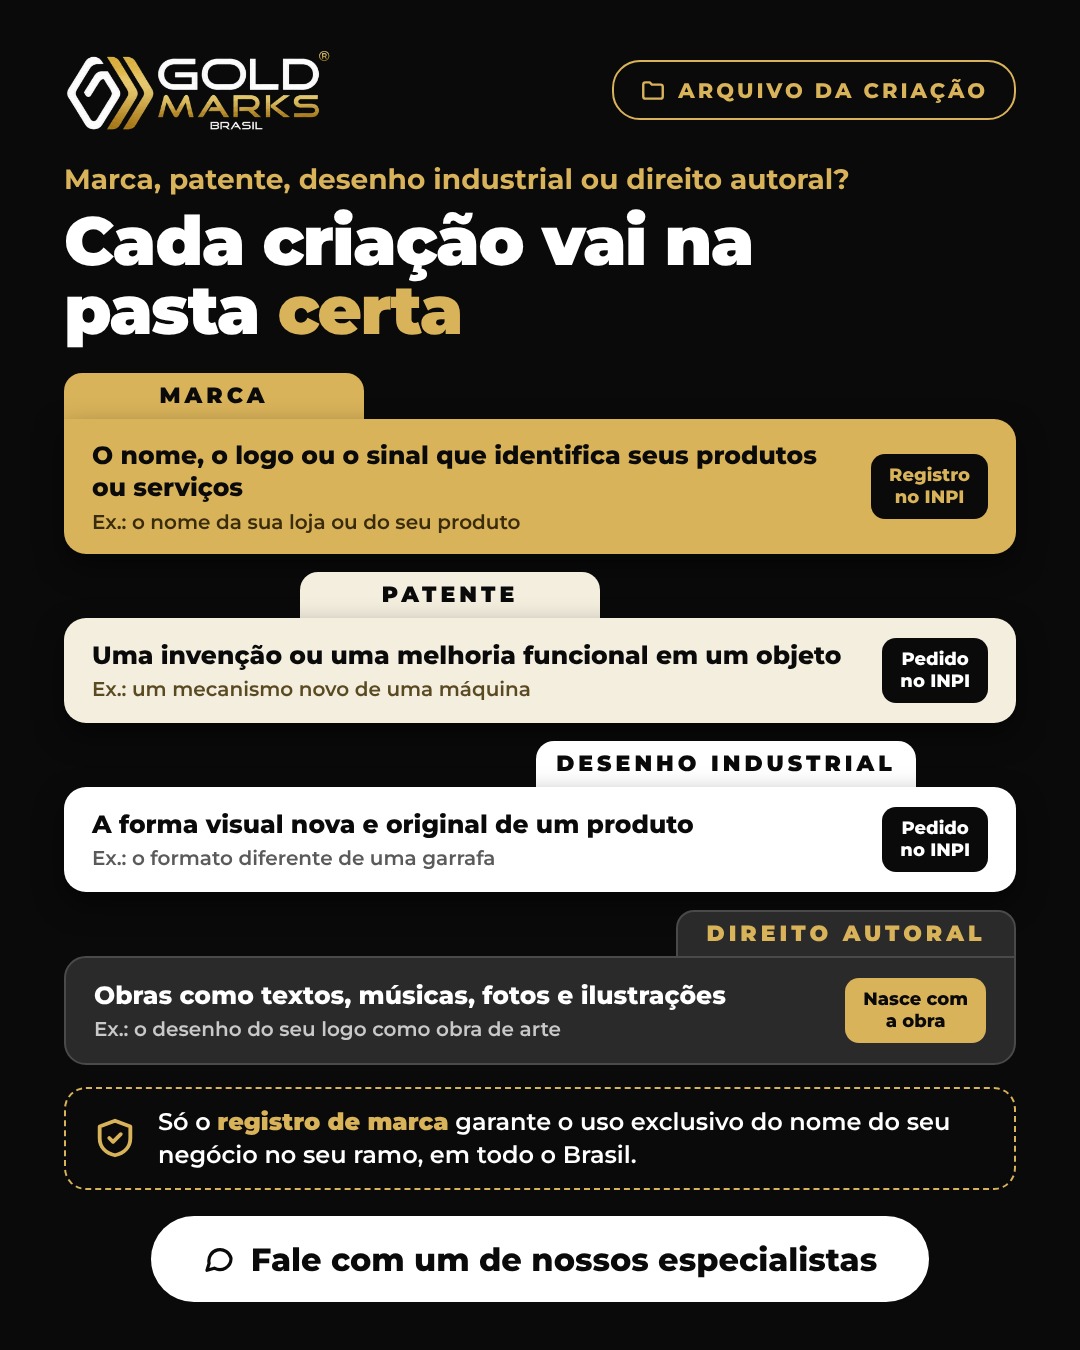 GOLD®
MARKS
BRASIL
ARQUIVO DA CRIAÇÃO
Marca, patente, desenho industrial ou direito autoral?
Cada criação vai na
pasta certa
MARCA
O nome, o logo ou o sinal que identifica seus produtos
ou serviços
Ex.: o nome da sua loja ou do seu produto
Registro
no INPI
PATENTE
Uma invenção ou uma melhoria funcional em um objeto
Ex.: um mecanismo novo de uma máquina
Pedido
no INPI
DESENHO INDUSTRIAL
A forma visual nova e original de um produto
Ex.: o formato diferente de uma garrafa
Pedido
no INPI
DIREITO AUTORAL
Obras como textos, músicas, fotos e ilustrações
Ex.: o desenho do seu logo como obra de arte
Nasce com
a obra
Só o registro de marca garante o uso exclusivo do nome do seu
negócio no seu ramo, em todo o Brasil.
Fale com um de nossos especialistas